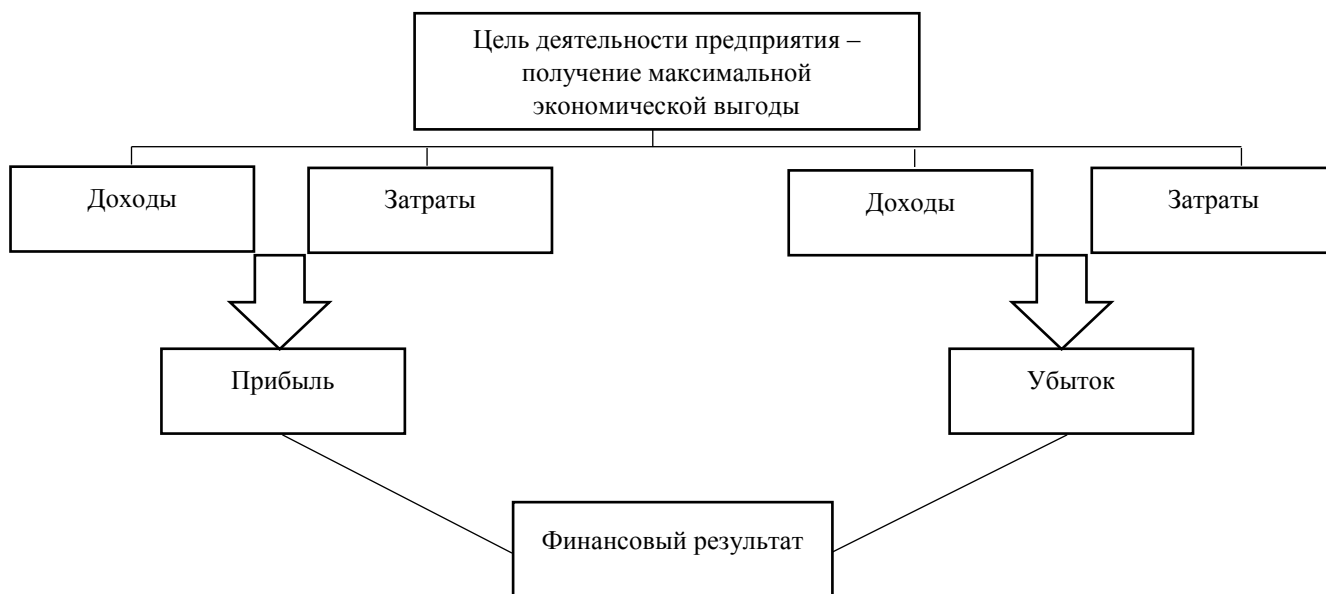 Цель деятельности предприятия –
получение максимальной
экономической выгоды
Доходы
Затраты
Доходы
Затраты
Прибыль
Убыток
Финансовый результат